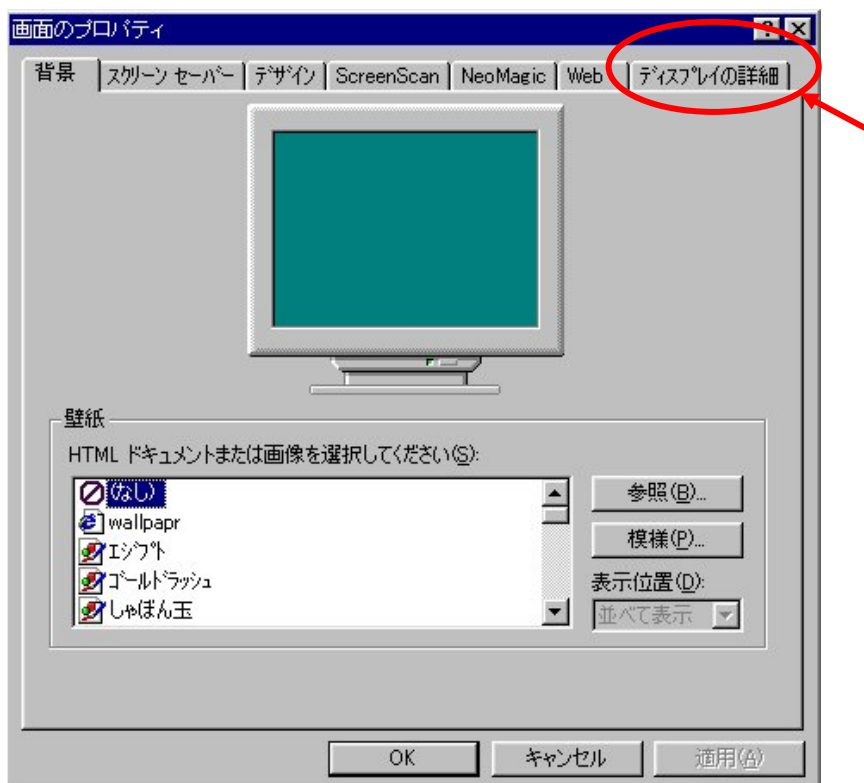 画面のプロパティ
背景 スクリーン セーバー デザイン ScreenScan NeoMagic Web ディスプレイの詳細
壁紙
HTML ドキュメントまたは画像を選択してください(S):
(なし)
wallpapr
エジプト
ゴールドラッシュ
しゃぼん玉
参照(B)...
模様(P)...
表示位置(D):
並べて表示
OK キャンセル 適用(A)